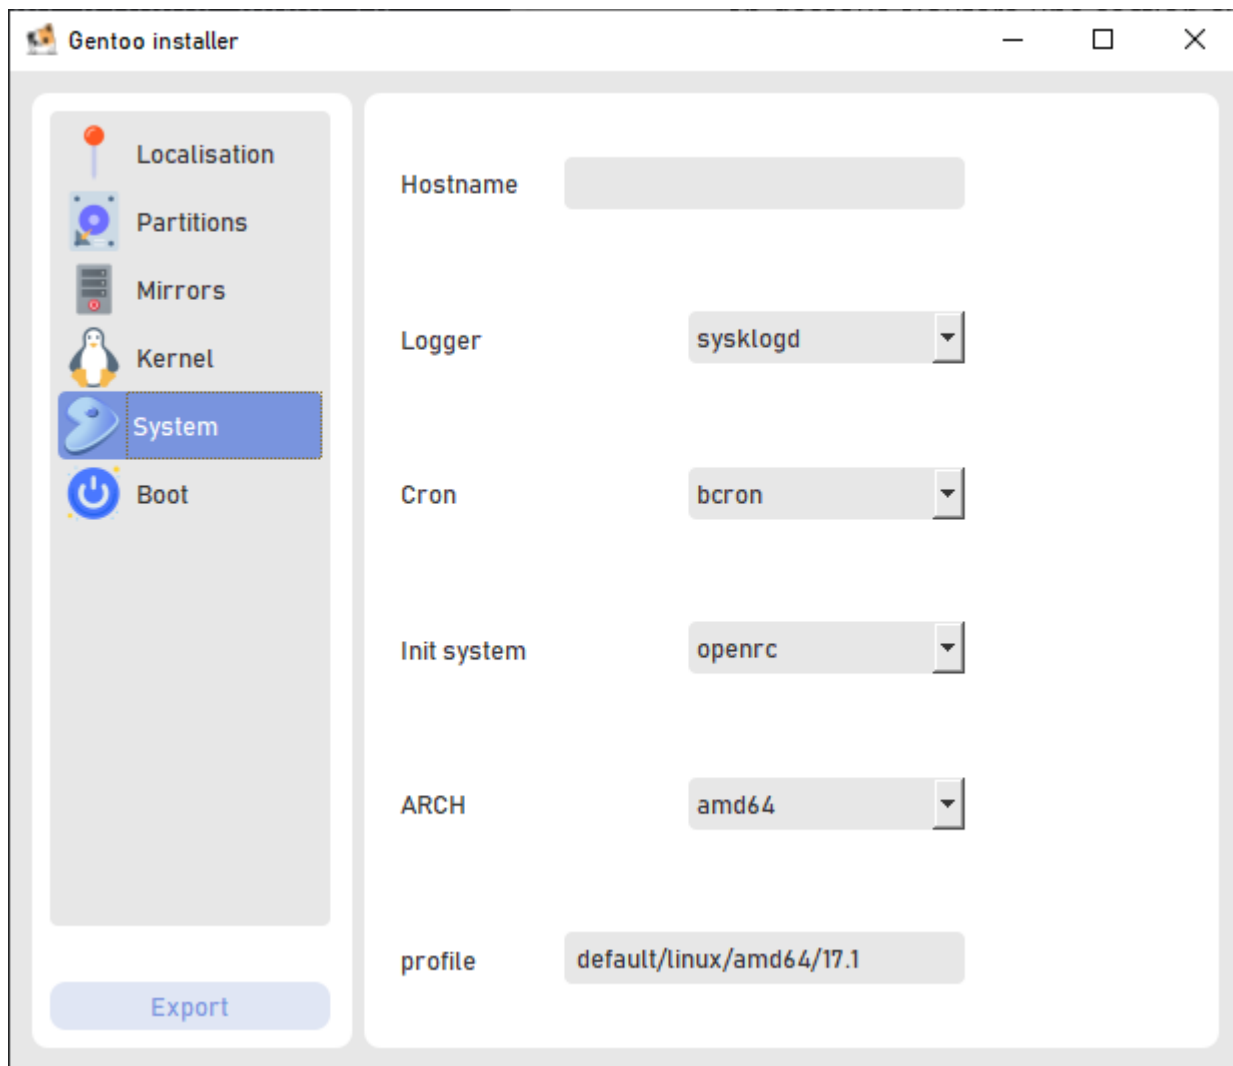 Gentoo installer
Localisation
Partitions
Mirrors
Kernel
System
Boot
Export
Hostname
Logger
sysklogd
Cron
bcron
Init system
openrc
ARCH
amd64
profile
default/linux/amd64/17.1